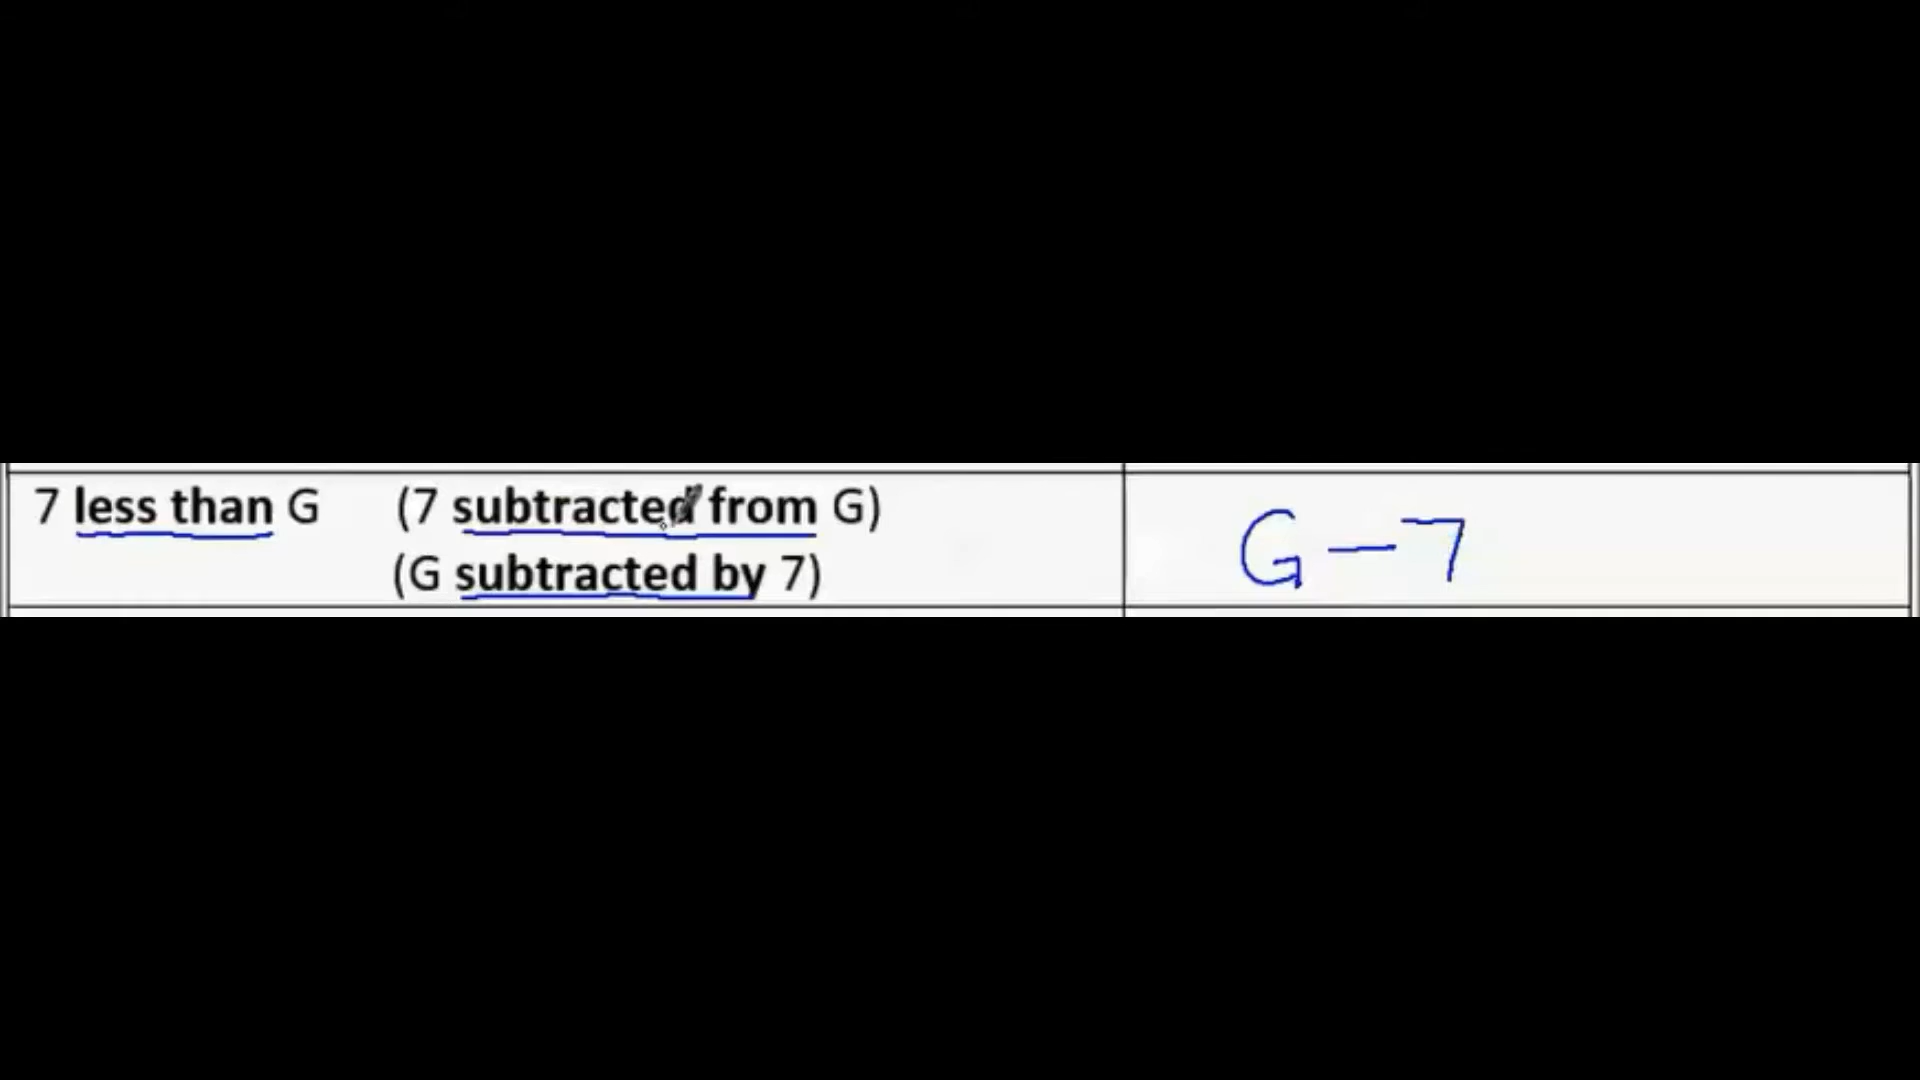 7 less than G (7 subtracted from G)
(G subtracted by 7)
G - 7